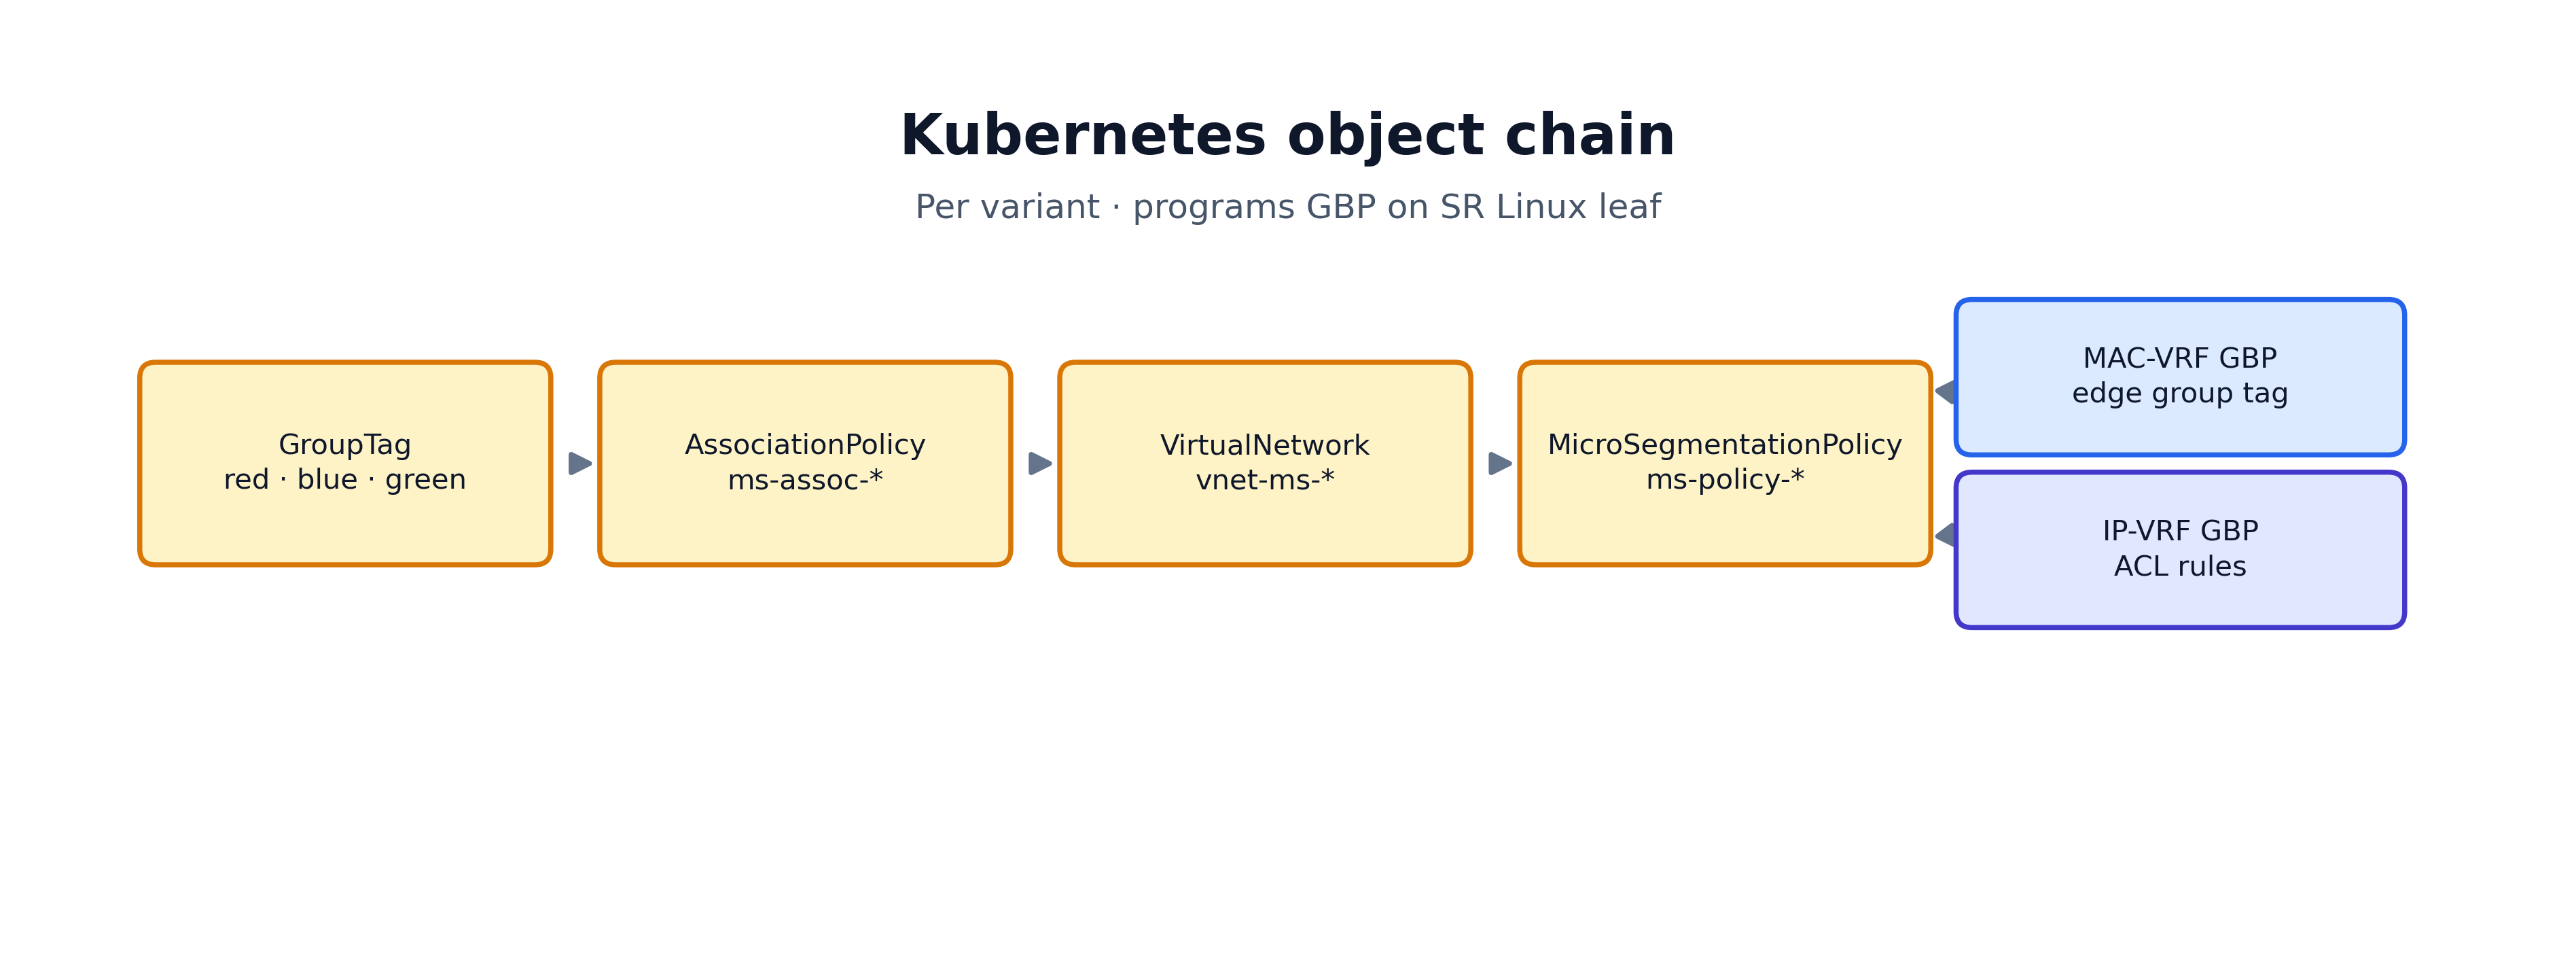 Kubernetes object chain
Per variant · programs GBP on SR Linux leaf
GroupTag
red · blue · green
AssociationPolicy
ms-assoc-*
VirtualNetwork
vnet-ms-*
MicroSegmentationPolicy
ms-policy-*
MAC-VRF GBP
edge group tag
IP-VRF GBP
ACL rules